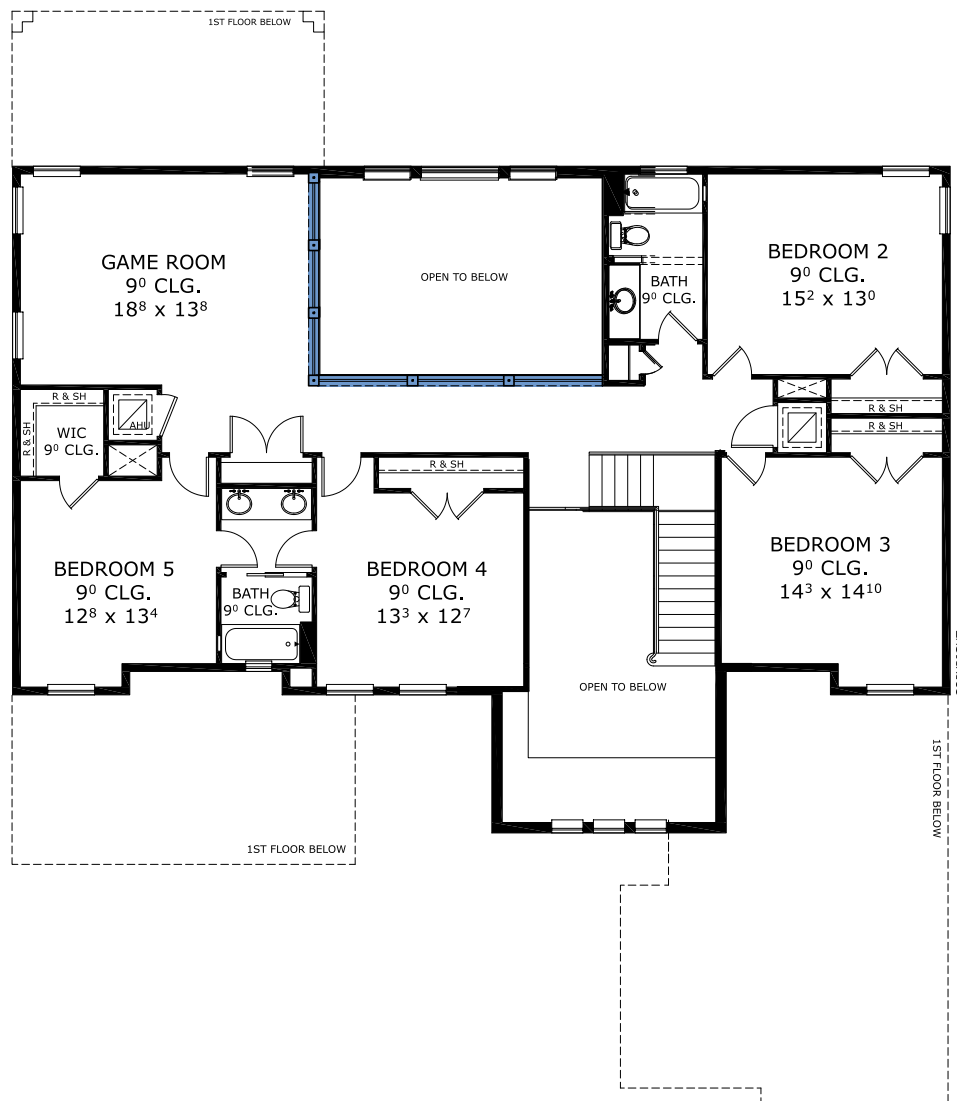 1ST FLOOR BELOW
GAME ROOM
9⁰ CLG.
18⁸ x 13⁸
OPEN TO BELOW
BATH
9⁰ CLG.
BEDROOM 2
9⁰ CLG.
15² x 13⁰
R & SH
R & SH
WIC
9⁰ CLG.
AHU
R & SH
R & SH
R & SH
BEDROOM 5
9⁰ CLG.
12⁸ x 13⁴
BATH
9⁰ CLG.
BEDROOM 4
9⁰ CLG.
13³ x 12⁷
BEDROOM 3
9⁰ CLG.
14³ x 14¹⁰
OPEN TO BELOW
1ST FLOOR BELOW
1ST FLOOR BELOW